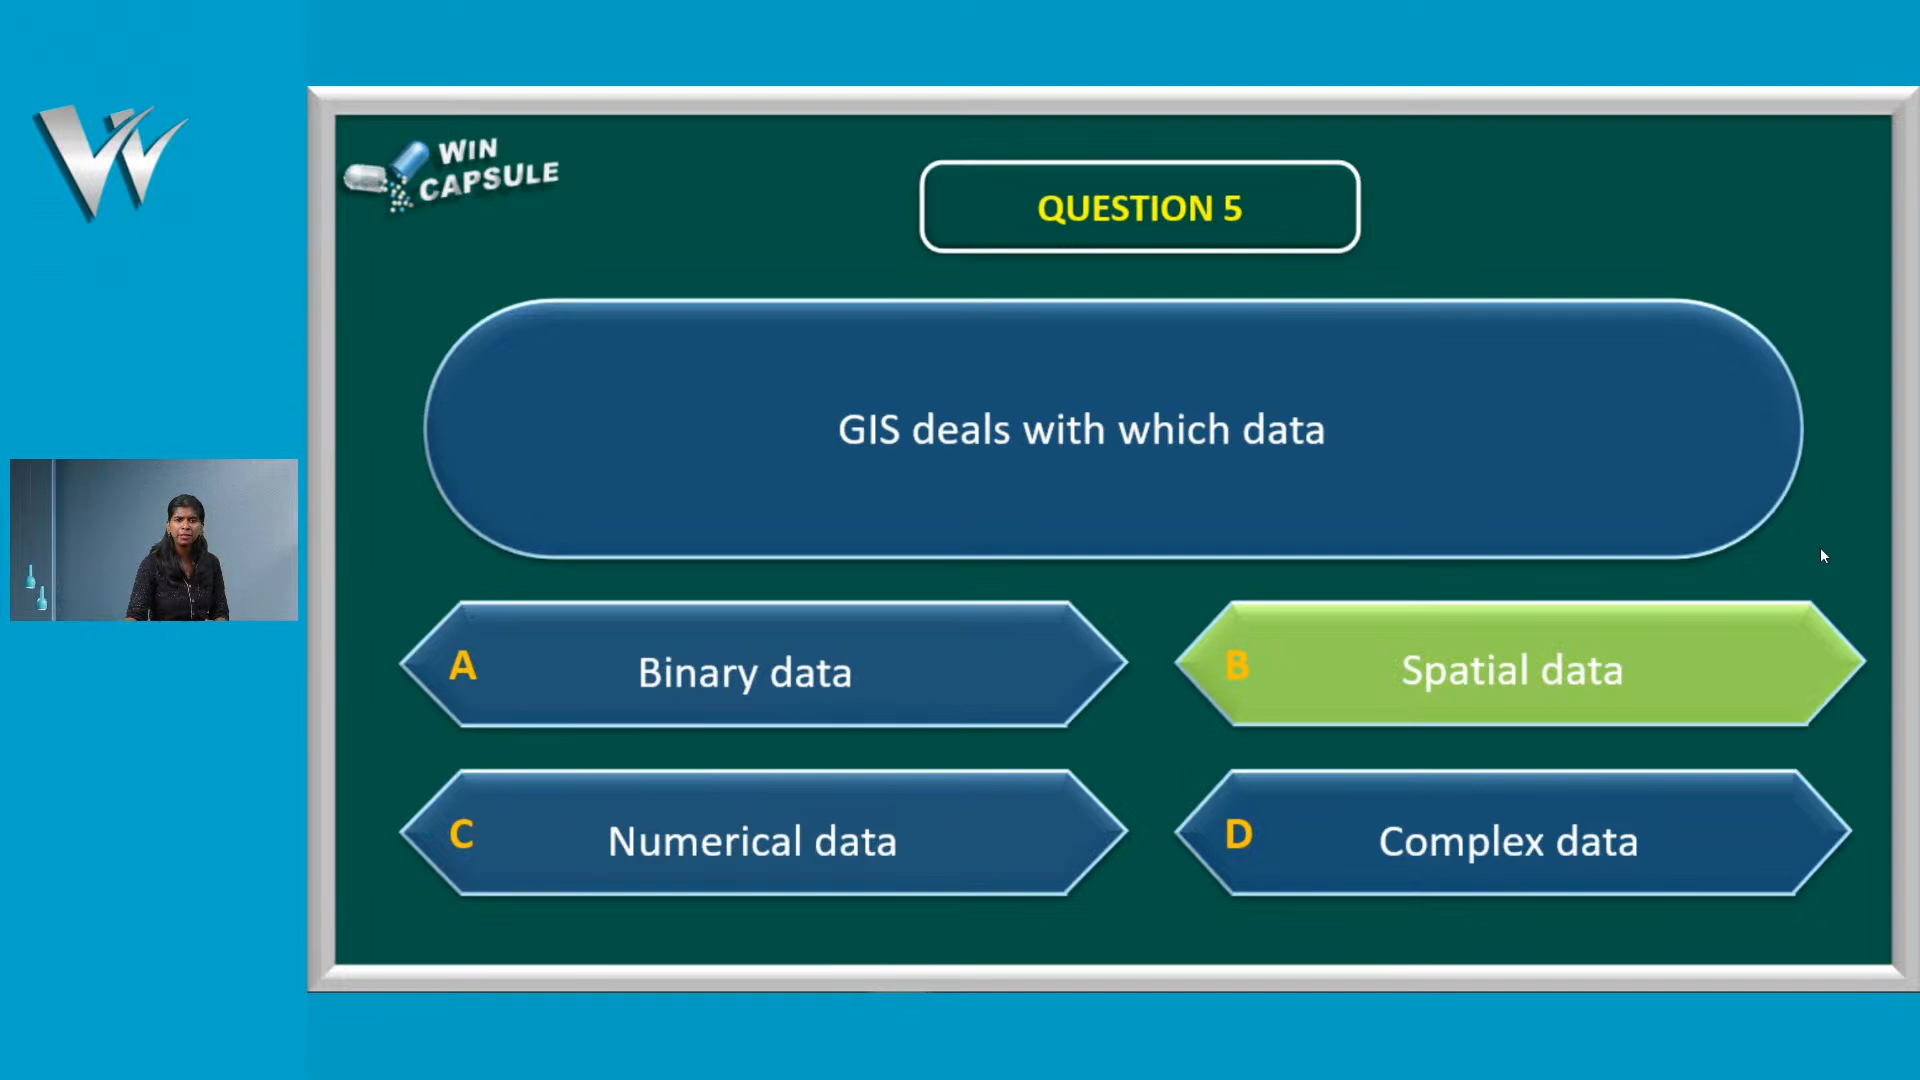 WIN
CAPSULE
QUESTION 5
GIS deals with which data
A Binary data
B Spatial data
C Numerical data
D Complex data